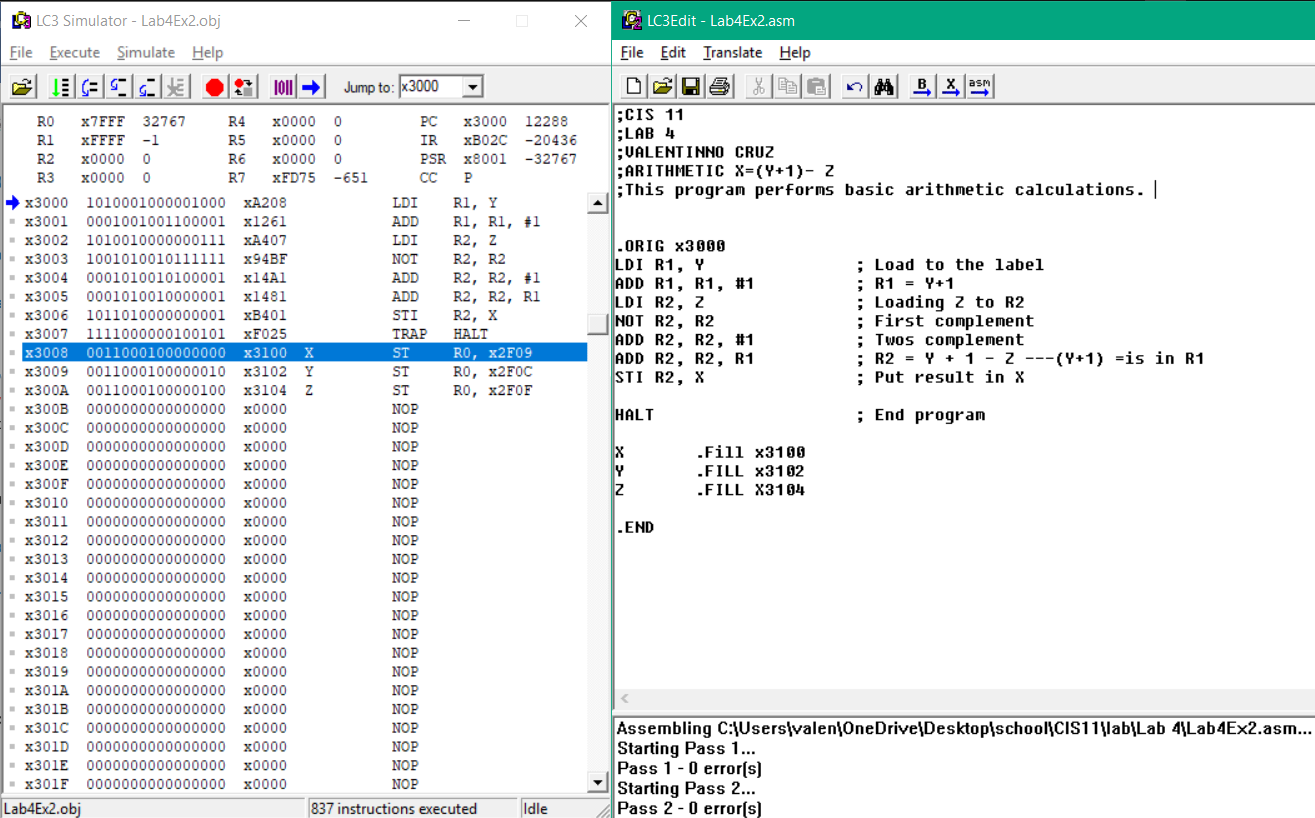 LC3 Simulator - Lab4Ex2.obj
File Execute Simulate Help
Jump to: x3000
R0 x7FFF 32767 R4 x0000 0 PC x3000 12288
R1 xFFFF -1 R5 x0000 0 IR xB02C -20436
R2 x0000 0 R6 x0000 0 PSR x8001 -32767
R3 x0000 0 R7 xFD75 -651 CC P
x3000 1010001000001000 xA208 LDI R1, Y
x3001 0001001001100001 x1261 ADD R1, R1, #1
x3002 1010010000000111 xA407 LDI R2, Z
x3003 1001010010111111 x94BF NOT R2, R2
x3004 0001010010100001 x14A1 ADD R2, R2, #1
x3005 0001010010000001 x1481 ADD R2, R2, R1
x3006 1011010000000001 xB401 STI R2, X
x3007 1111000000100101 xF025 TRAP HALT
x3008 0011000100000000 x3100 X ST R0, x2F09
x3009 0011000100000010 x3102 Y ST R0, x2F0C
x300A 0011000100000100 x3104 Z ST R0, x2F0F
x300B 0000000000000000 x0000 NOP
x300C 0000000000000000 x0000 NOP
x300D 0000000000000000 x0000 NOP
x300E 0000000000000000 x0000 NOP
x300F 0000000000000000 x0000 NOP
x3010 0000000000000000 x0000 NOP
x3011 0000000000000000 x0000 NOP
x3012 0000000000000000 x0000 NOP
x3013 0000000000000000 x0000 NOP
x3014 0000000000000000 x0000 NOP
x3015 0000000000000000 x0000 NOP
x3016 0000000000000000 x0000 NOP
x3017 0000000000000000 x0000 NOP
x3018 0000000000000000 x0000 NOP
x3019 0000000000000000 x0000 NOP
x301A 0000000000000000 x0000 NOP
x301B 0000000000000000 x0000 NOP
x301C 0000000000000000 x0000 NOP
x301D 0000000000000000 x0000 NOP
x301E 0000000000000000 x0000 NOP
x301F 0000000000000000 x0000 NOP
Lab4Ex2.obj 837 instructions executed Idle
LC3Edit - Lab4Ex2.asm
File Edit Translate Help
B X asm
;CIS 11
;LAB 4
;VALENTINNO CRUZ
;ARITHMETIC X=(Y+1)- Z
;This program performs basic arithmetic calculations.
.ORIG x3000
LDI R1, Y ; Load to the label
ADD R1, R1, #1 ; R1 = Y+1
LDI R2, Z ; Loading Z to R2
NOT R2, R2 ; First complement
ADD R2, R2, #1 ; Twos complement
ADD R2, R2, R1 ; R2 = Y + 1 - Z ---(Y+1) =is in R1
STI R2, X ; Put result in X
HALT ; End program
X .Fill x3100
Y .FILL x3102
Z .FILL X3104
.END
Assembling C:\Users\valen\OneDrive\Desktop\school\CIS11\lab\Lab 4\Lab4Ex2.asm...
Starting Pass 1...
Pass 1 - 0 error(s)
Starting Pass 2...
Pass 2 - 0 error(s)